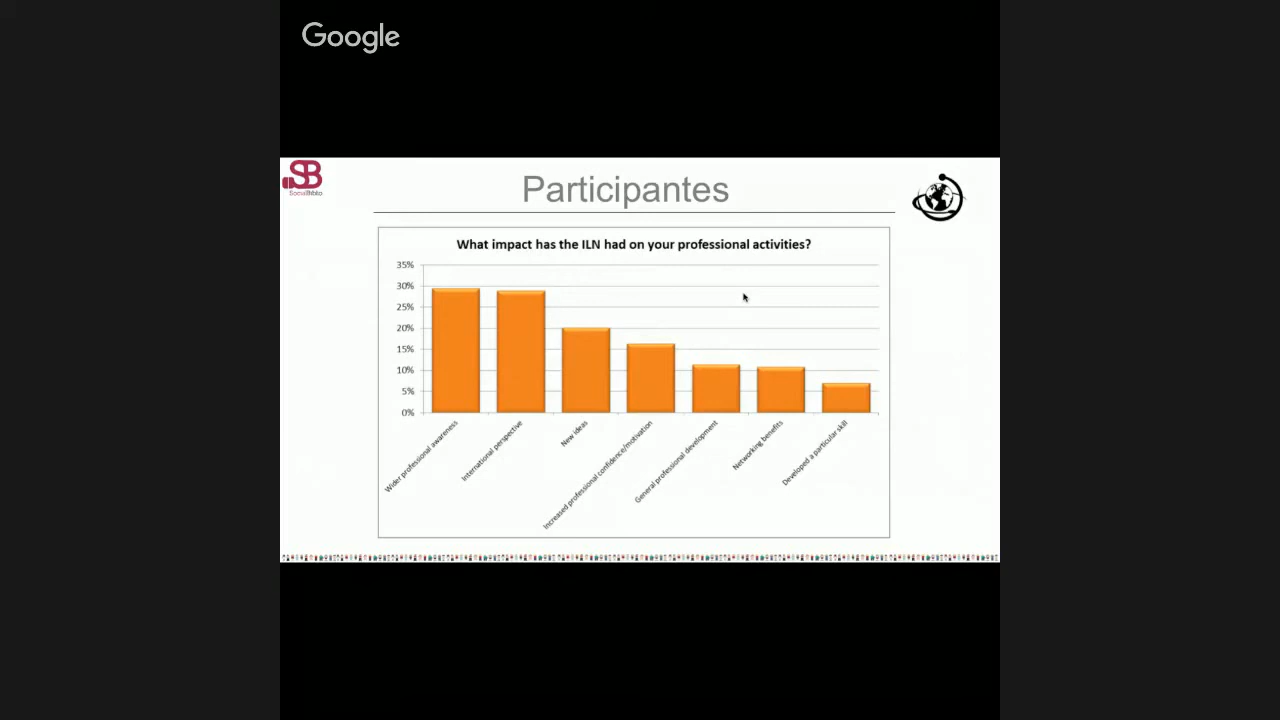 Google
SB
SocialBiblio
Participantes
What impact has the ILN had on your professional activities?
35%
30%
25%
20%
15%
10%
5%
0%
Wider professional awareness
International perspective
New ideas
Increased professional confidence/motivation
General professional development
Networking benefits
Developed a particular skill